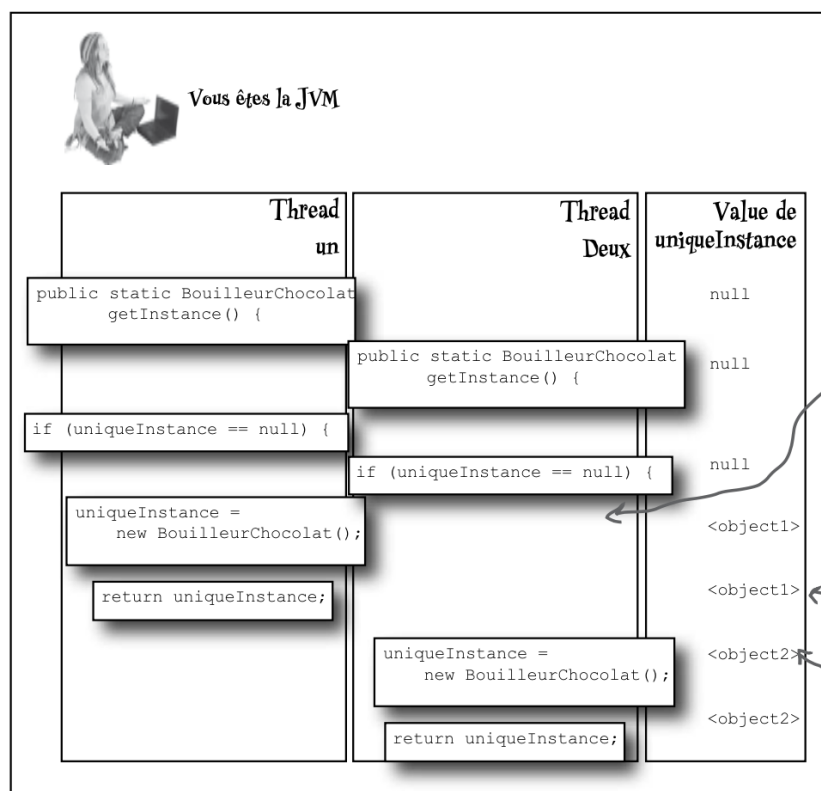 Vous êtes la JVM
Thread
un
Thread
Deux
Value de
uniqueInstance
public static BouilleurChocolat
getInstance() {
null
public static BouilleurChocolat
getInstance() {
null
if (uniqueInstance == null) {
if (uniqueInstance == null) {
null
uniqueInstance =
new BouilleurChocolat();
<object1>
return uniqueInstance;
<object1>
uniqueInstance =
new BouilleurChocolat();
<object2>
return uniqueInstance;
<object2>